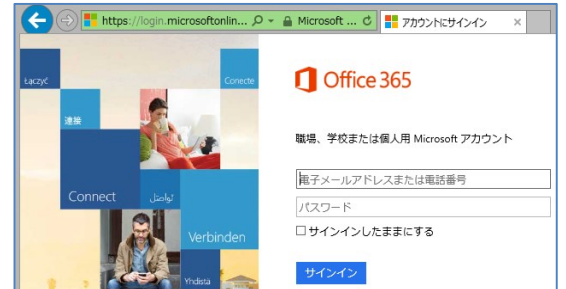 https://login.microsoftonlin...
Microsoft ...
アカウントにサインイン
Łączyć
Conecte
連接
Connect
تواصل
Verbinden
Yhdistä
Office 365
職場、学校または個人用 Microsoft アカウント
電子メールアドレスまたは電話番号
パスワード
サインインしたままにする
サインイン